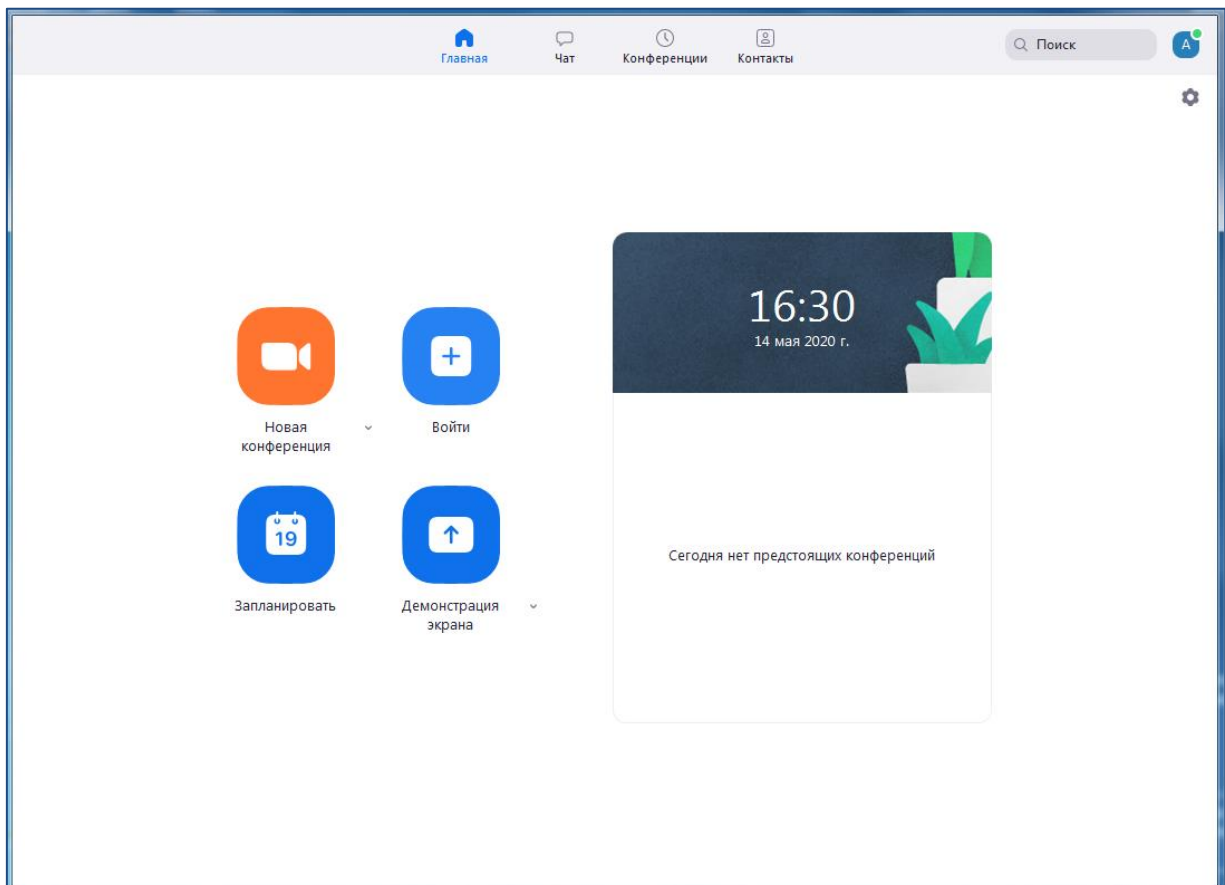 Главная
Чат
Конференции
Контакты
Поиск
А
16:30
14 мая 2020 г.
Новая
конференция
Войти
19
Запланировать
Демонстрация
экрана
Сегодня нет предстоящих конференций